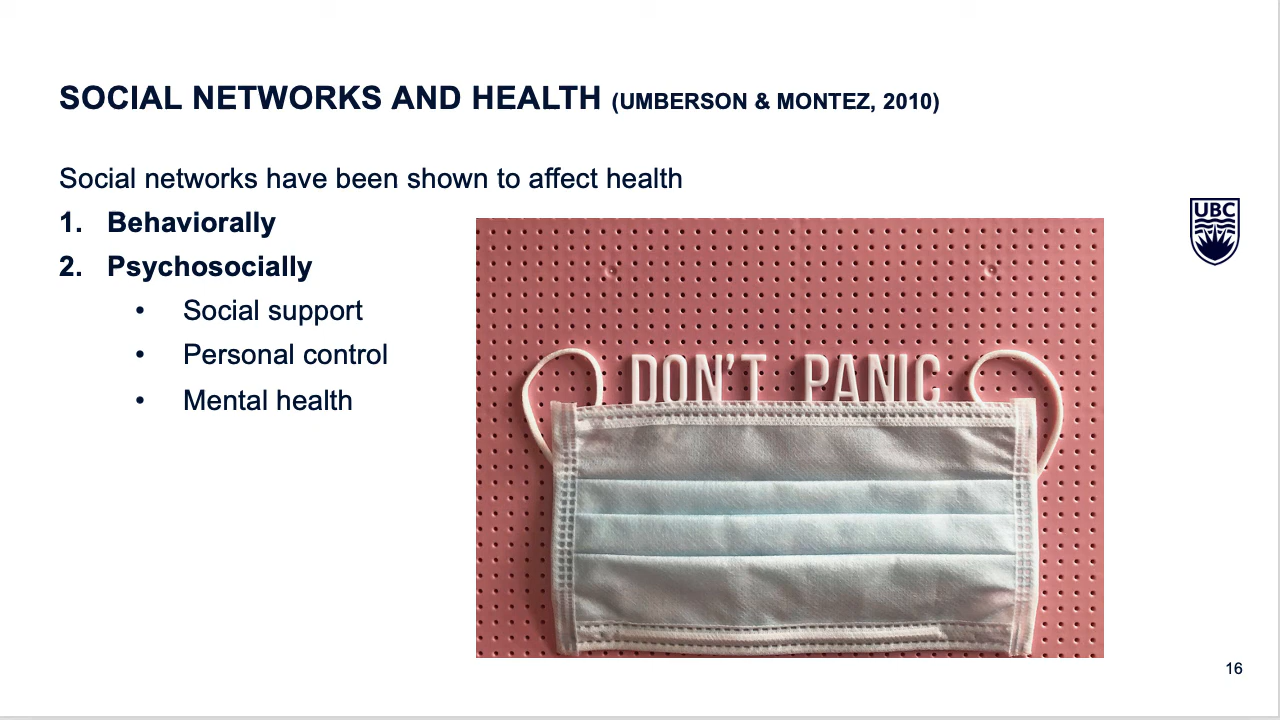 SOCIAL NETWORKS AND HEALTH (UMBERSON & MONTEZ, 2010)
Social networks have been shown to affect health
1. Behaviorally
2. Psychosocially
• Social support
• Personal control
• Mental health
UBC
DON'T PANIC
16